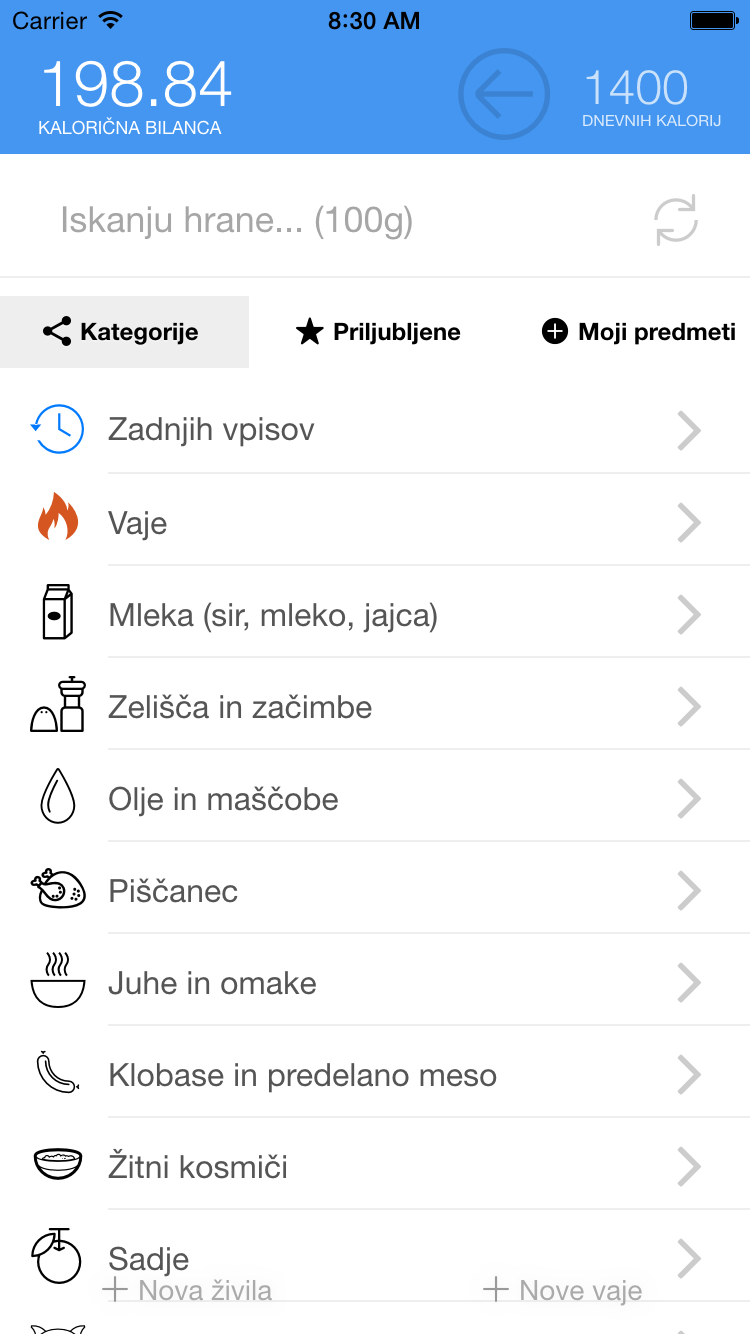 Carrier 8:30 AM
198.84 1400
KALORIČNA BILANCA DNEVNIH KALORIJ
Iskanju hrane... (100g)
Kategorije Priljubljene Moji predmeti
Zadnjih vpisov
Vaje
Mleka (sir, mleko, jajca)
Zelišča in začimbe
Olje in maščobe
Piščanec
Juhe in omake
Klobase in predelano meso
Žitni kosmiči
Sadje
Nova živila Nove vaje